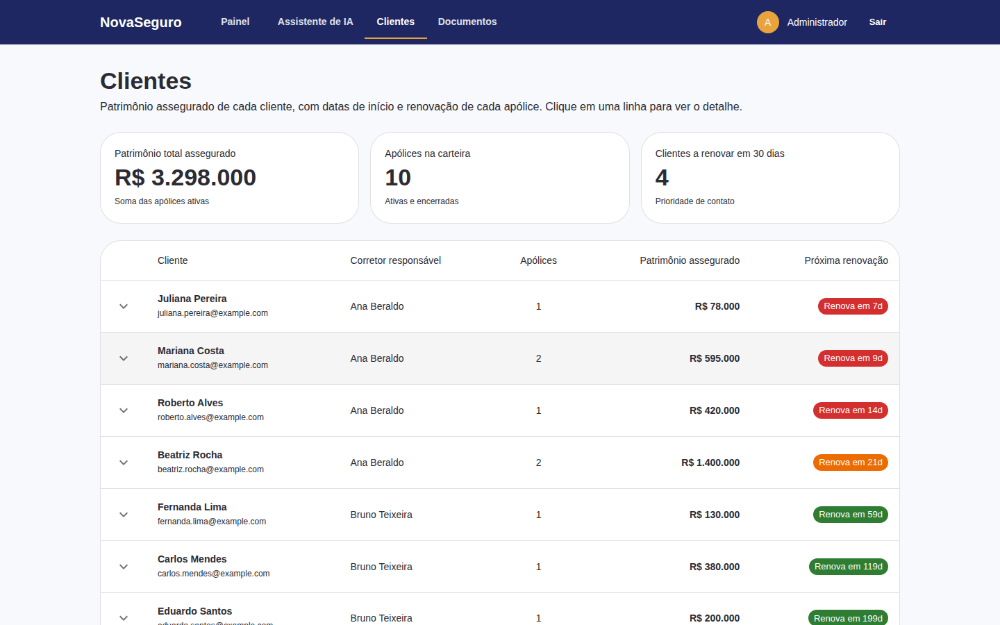 NovaSeguro Painel Assistente de IA Clientes Documentos A Administrador Sair
Clientes
Patrimônio assegurado de cada cliente, com datas de início e renovação de cada apólice. Clique em uma linha para ver o detalhe.
Patrimônio total assegurado
R$ 3.298.000
Soma das apólices ativas
Apólices na carteira
10
Ativas e encerradas
Clientes a renovar em 30 dias
4
Prioridade de contato
Cliente Corretor responsável Apólices Patrimônio assegurado Próxima renovação
Juliana Pereira
juliana.pereira@example.com
Ana Beraldo 1 R$ 78.000 Renova em 7d
Mariana Costa
mariana.costa@example.com
Ana Beraldo 2 R$ 595.000 Renova em 9d
Roberto Alves
roberto.alves@example.com
Ana Beraldo 1 R$ 420.000 Renova em 14d
Beatriz Rocha
beatriz.rocha@example.com
Ana Beraldo 2 R$ 1.400.000 Renova em 21d
Fernanda Lima
fernanda.lima@example.com
Bruno Teixeira 1 R$ 130.000 Renova em 59d
Carlos Mendes
carlos.mendes@example.com
Bruno Teixeira 1 R$ 380.000 Renova em 119d
Eduardo Santos
eduardo.santos@example.com
Bruno Teixeira 1 R$ 200.000 Renova em 199d